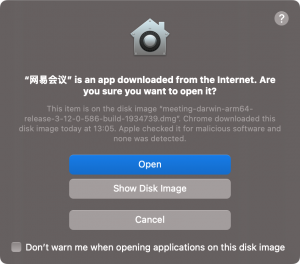 ?
“网易会议” is an app downloaded from the Internet. Are
you sure you want to open it?
This item is on the disk image “meeting-darwin-arm64-
release-3-12-0-586-build-1934739.dmg”. Chrome downloaded this
disk image today at 13:05. Apple checked it for malicious software and
none was detected.
Open
Show Disk Image
Cancel
Don’t warn me when opening applications on this disk image